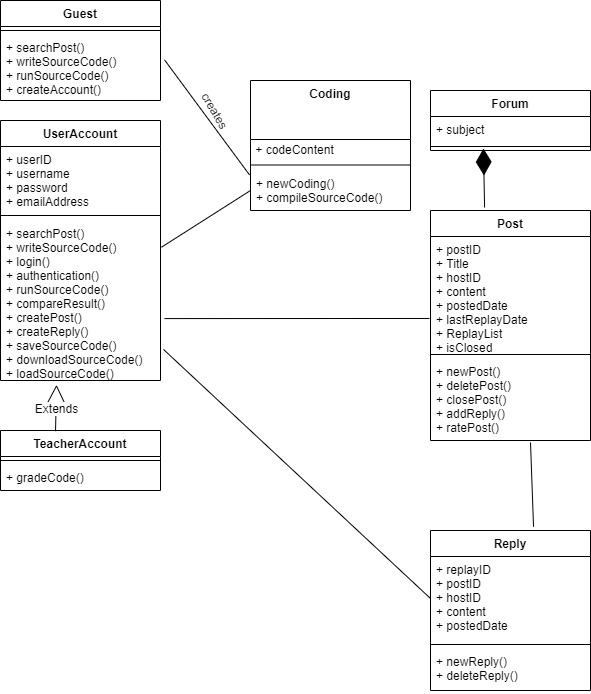 Guest
+ searchPost()
+ writeSourceCode()
+ runSourceCode()
+ createAccount()
creates
UserAccount
+ userID
+ username
+ password
+ emailAddress
+ searchPost()
+ writeSourceCode()
+ login()
+ authentication()
+ runSourceCode()
+ compareResult()
+ createPost()
+ createReply()
+ saveSourceCode()
+ downloadSourceCode()
+ loadSourceCode()
Extends
TeacherAccount
+ gradeCode()
Coding
+ codeContent
+ newCoding()
+ compileSourceCode()
Forum
+ subject
Post
+ postID
+ Title
+ hostID
+ content
+ postedDate
+ lastReplayDate
+ ReplayList
+ isClosed
+ newPost()
+ deletePost()
+ closePost()
+ addReply()
+ ratePost()
Reply
+ replayID
+ postID
+ hostID
+ content
+ postedDate
+ newReply()
+ deleteReply()